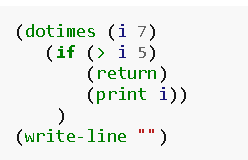 (dotimes (i 7)
   (if (> i 5)
       (return)
       (print i))
    )
(write-line "")